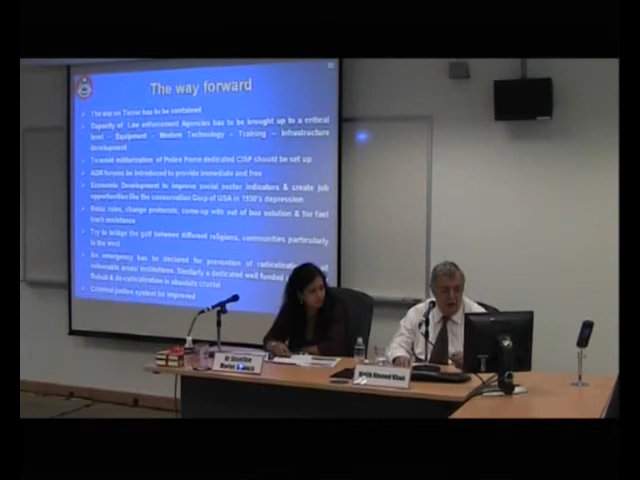 The way forward
The war on Terror has to be contained
Capacity of Law enforcement Agencies has to be brought up to a critical
level – Equipment – Modern Technology – Training – Infrastructure
development
To avoid militarization of Police Force dedicated CISF should be set up
ADR forums be introduced to provide immediate and free
Economic Development to improve social sector indicators & create job
opportunities like the conservation Corp of USA in 1930's depression
Relax rules, change protocols, come-up with out of box solution & for fast
track assistance
Try to bridge the gulf between different religions, communities particularly
in the west
An emergency has to be declared for prevention of radicalization
vulnerable areas/ institutions. Similarly a dedicated well funded
Rehab & de-radicalization is absolute crucial
Criminal justice system be improved
Ahmed Khan